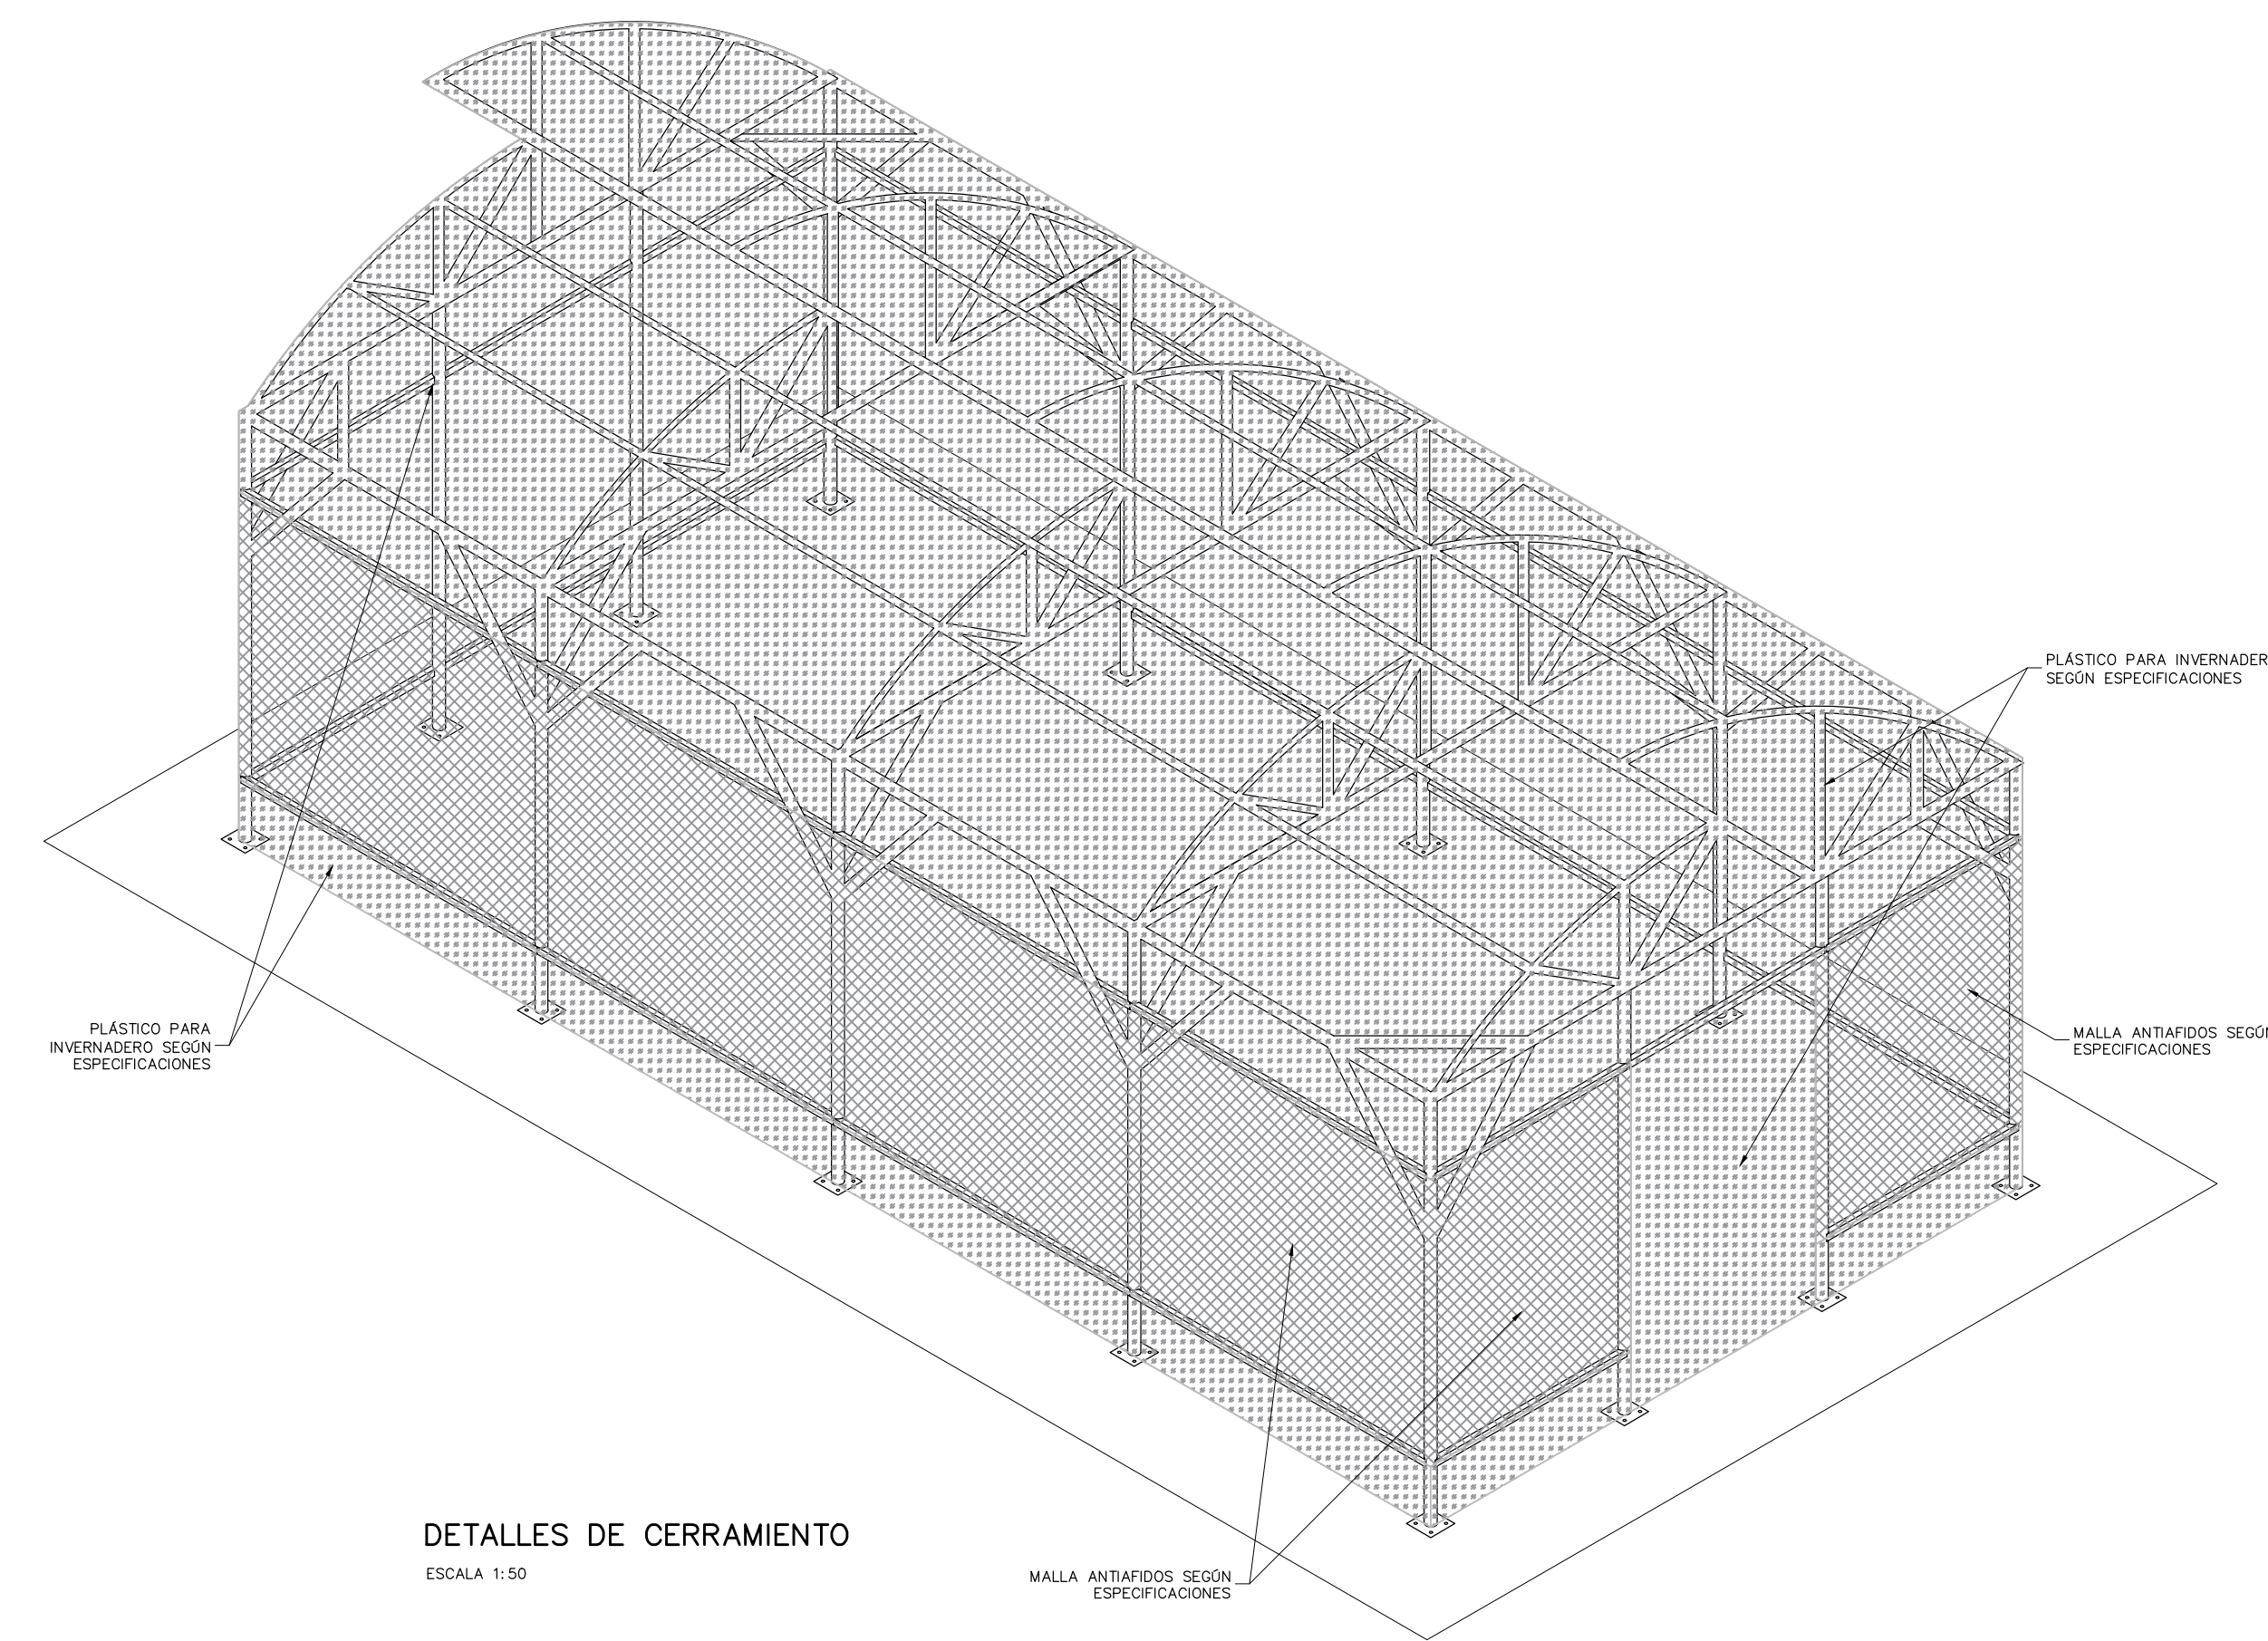 PLÁSTICO PARA INVERNADER
SEGÚN ESPECIFICACIONES
PLÁSTICO PARA
INVERNADERO SEGÚN
ESPECIFICACIONES
MALLA ANTIAFIDOS SEGÚN
ESPECIFICACIONES
DETALLES DE CERRAMIENTO
ESCALA 1:50
MALLA ANTIAFIDOS SEGÚN
ESPECIFICACIONES